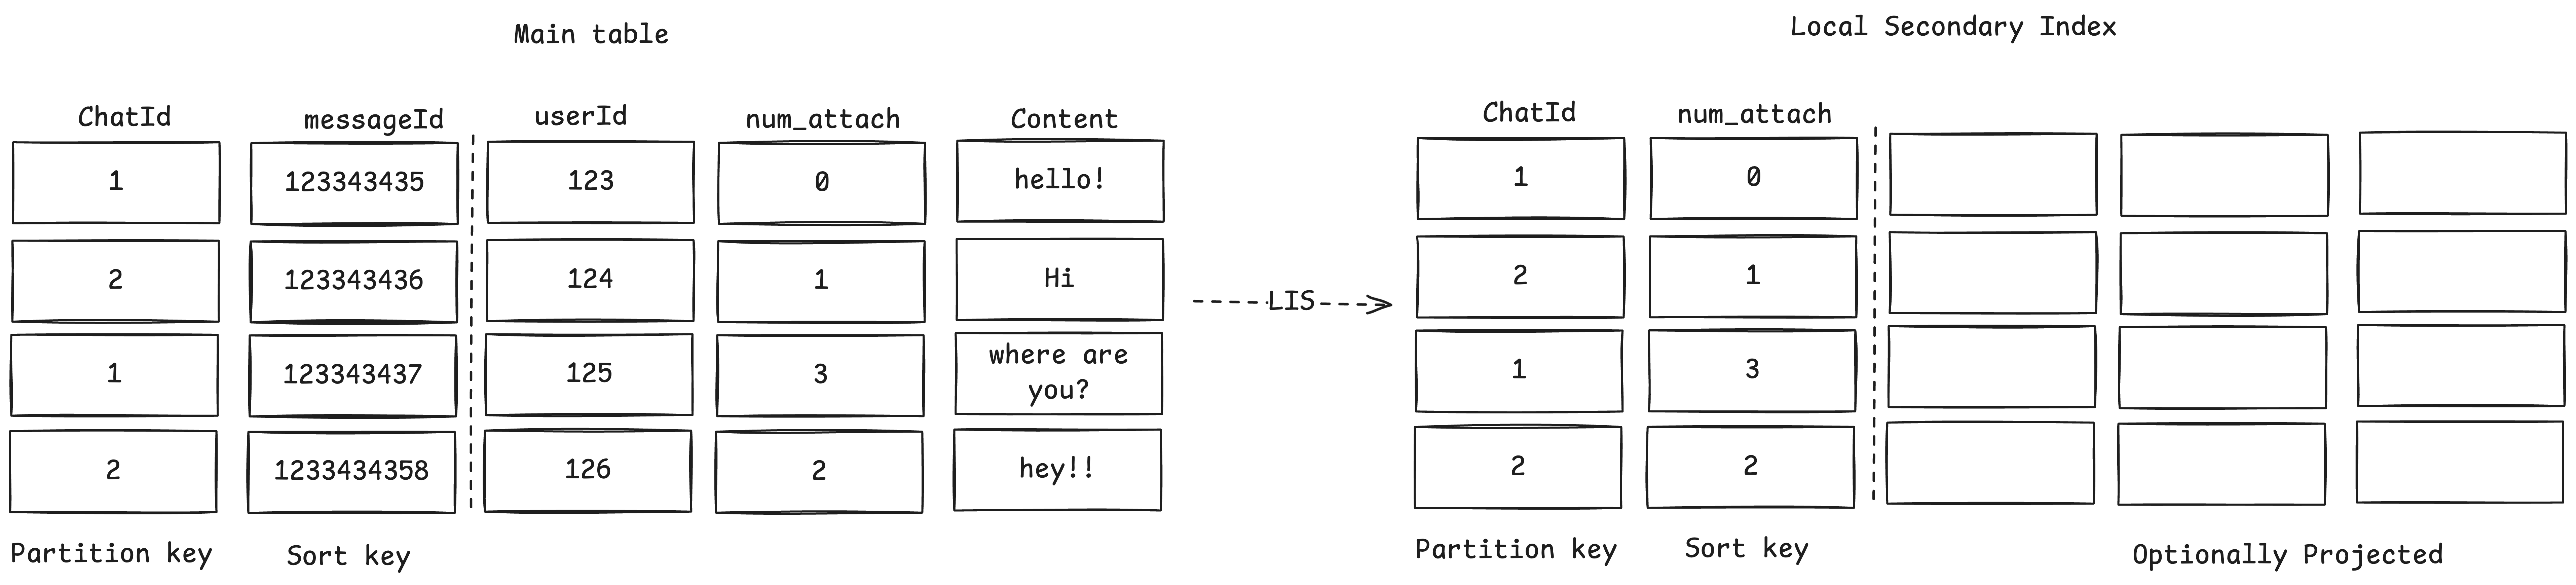 Main table
ChatId messageId userId num_attach Content
1 123343435 123 0 hello!
2 123343436 124 1 Hi
1 123343437 125 3 where are
you?
2 1233434358 126 2 hey!!
Partition key Sort key
LIS
Local Secondary Index
ChatId num_attach
1 0
2 1
1 3
2 2
Partition key Sort key Optionally Projected